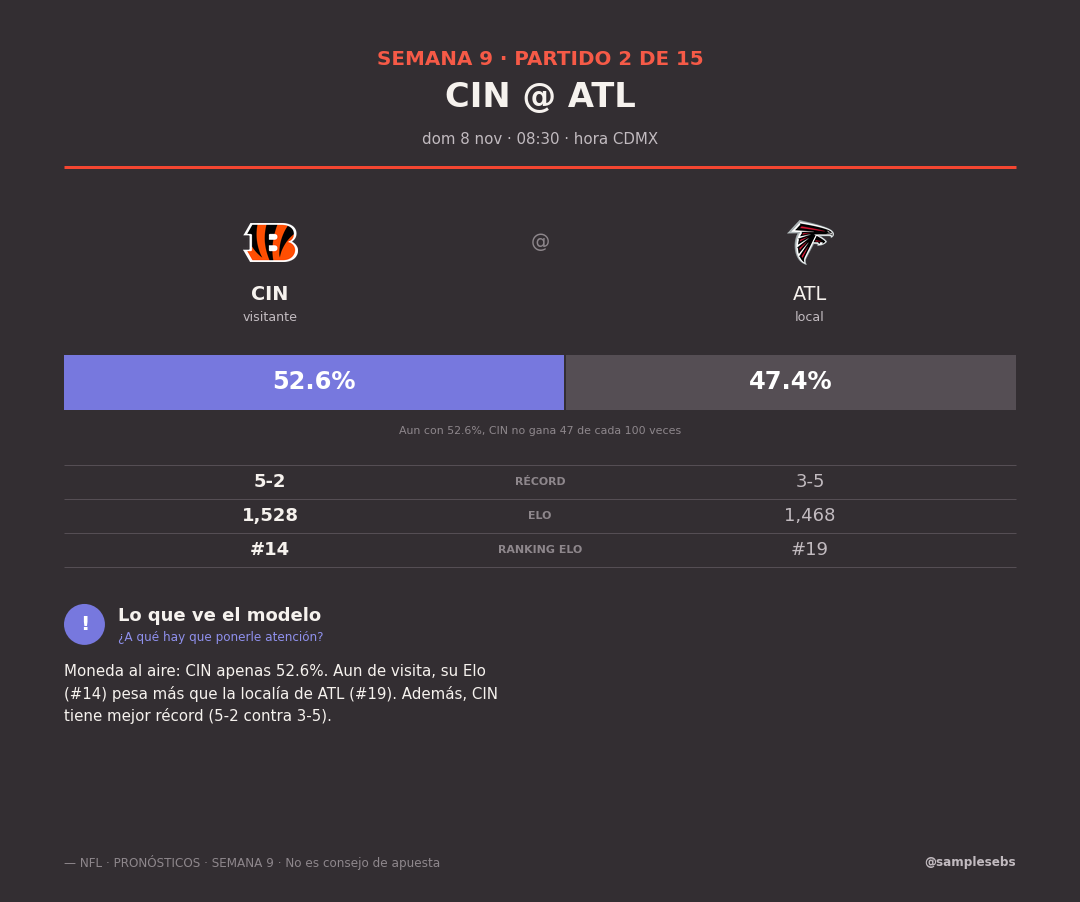 SEMANA 9 · PARTIDO 2 DE 15
CIN @ ATL
dom 8 nov · 08:30 · hora CDMX
@
CIN
ATL
visitante
local
52.6%
47.4%
Aun con 52.6%, CIN no gana 47 de cada 100 veces
5-2 RÉCORD 3-5
1,528 ELO 1,468
#14 RANKING ELO #19
!
Lo que ve el modelo
¿A qué hay que ponerle atención?
Moneda al aire: CIN apenas 52.6%. Aun de visita, su Elo
(#14) pesa más que la localía de ATL (#19). Además, CIN
tiene mejor récord (5-2 contra 3-5).
— NFL · PRONÓSTICOS · SEMANA 9 · No es consejo de apuesta
@samplesebs